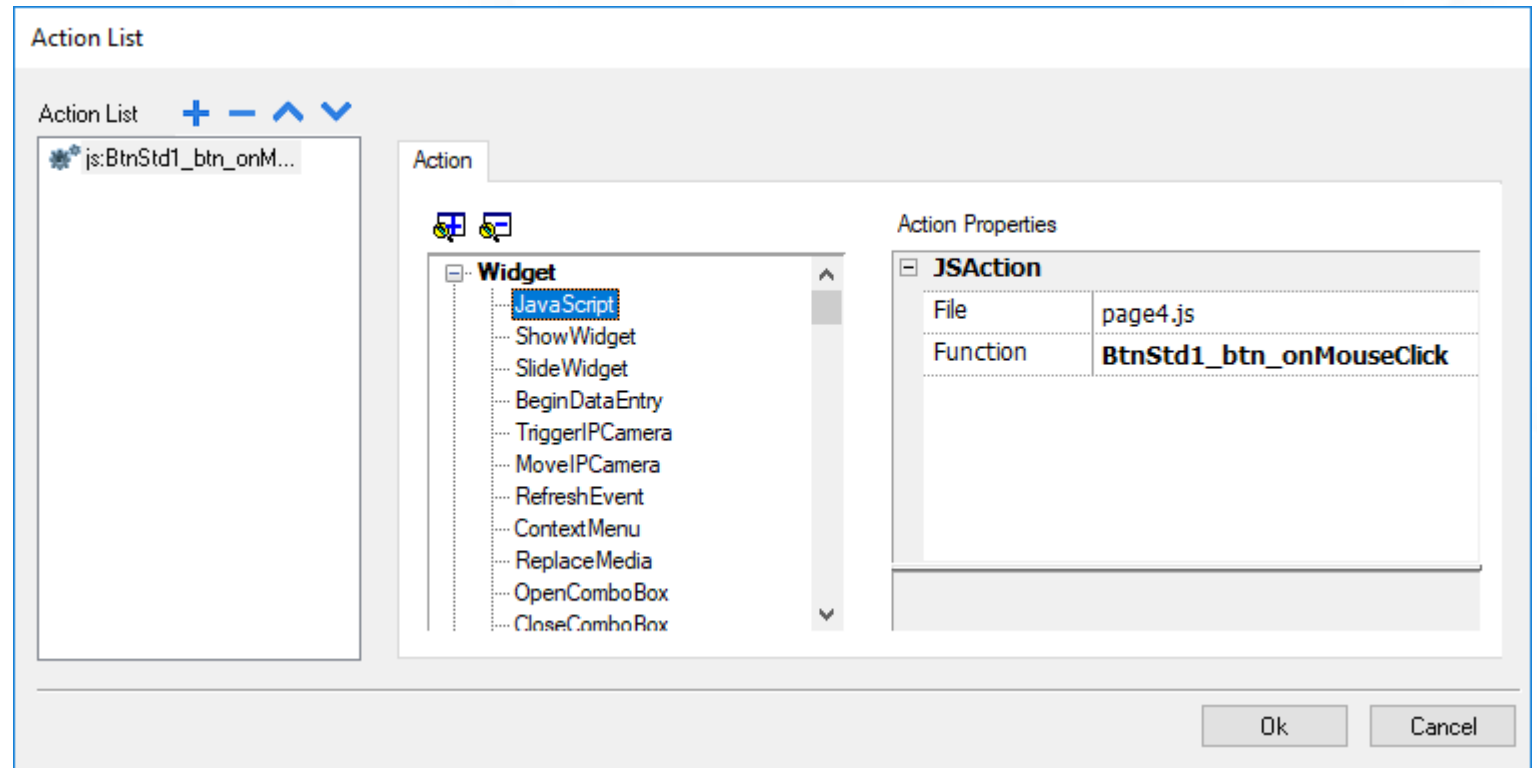 Action List
Action List
js:BtnStd1_btn_onM...
Action
Widget
JavaScript
ShowWidget
SlideWidget
BeginDataEntry
TriggerIPCamera
MoveIPCamera
RefreshEvent
ContextMenu
ReplaceMedia
OpenComboBox
CloseComboBox
Action Properties
JSAction
File page4.js
Function BtnStd1_btn_onMouseClick
Ok Cancel